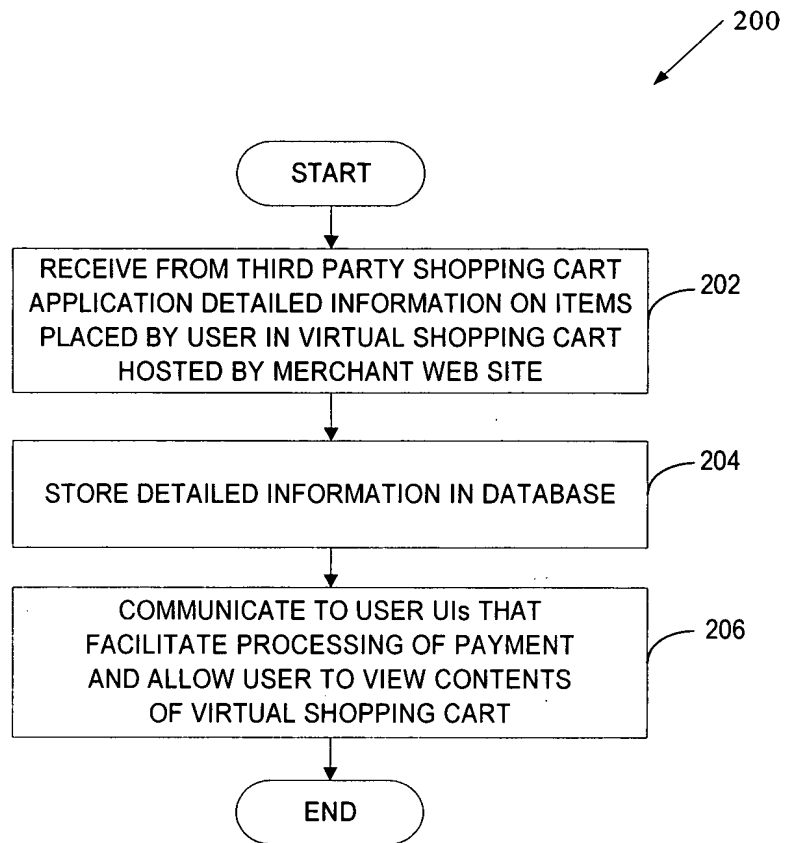 200
START
RECEIVE FROM THIRD PARTY SHOPPING CART
APPLICATION DETAILED INFORMATION ON ITEMS
PLACED BY USER IN VIRTUAL SHOPPING CART
HOSTED BY MERCHANT WEB SITE
202
STORE DETAILED INFORMATION IN DATABASE
204
COMMUNICATE TO USER UIs THAT
FACILITATE PROCESSING OF PAYMENT
AND ALLOW USER TO VIEW CONTENTS
OF VIRTUAL SHOPPING CART
206
END